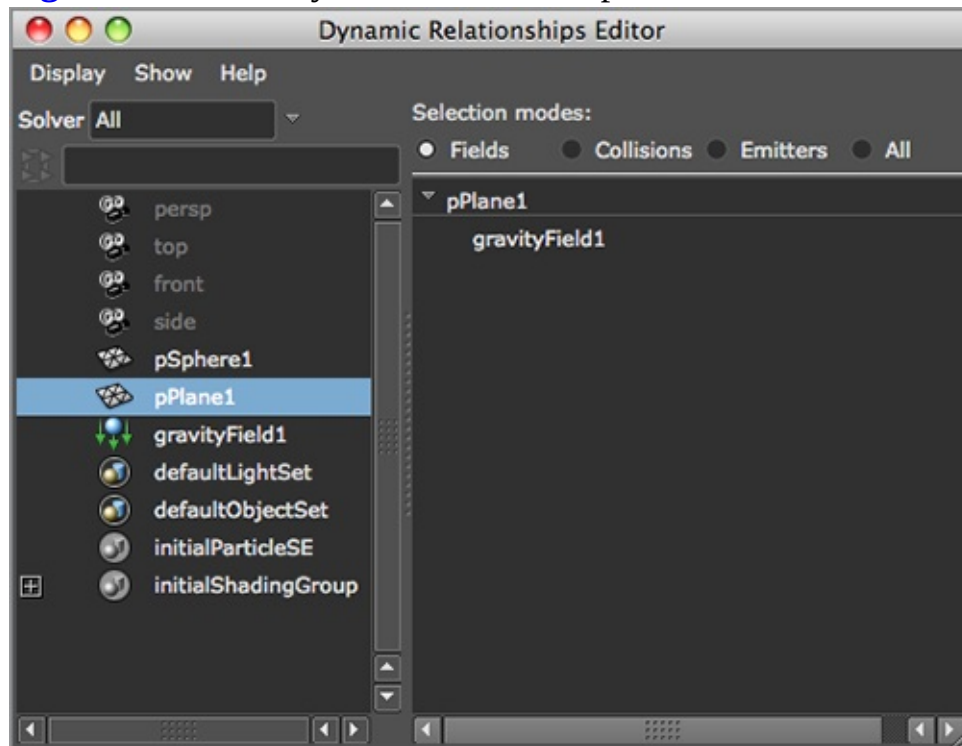 Dynamic Relationships Editor
Display Show Help
Solver All
Selection modes:
Fields Collisions Emitters All
persp
top
front
side
pSphere1
pPlane1
gravityField1
defaultLightSet
defaultObjectSet
initialParticleSE
initialShadingGroup
pPlane1
gravityField1